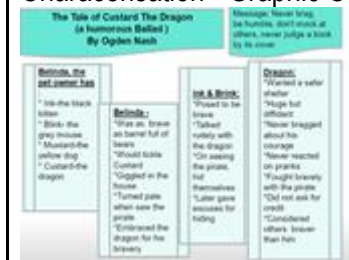 The Tale of Custard The Dragon
(a humorous Ballad )
By Ogden Nash
Message: Never brag,
be humble, don't mock at
others, never judge a book
by its cover
Belinda, the
pet owner has
* Ink-the black
kitten
* Blink- the
grey mouse
* Mustard-the
yellow dog
* Custard-the
dragon
Belinda -
*Was as brave
as barrel full of
bears
*Would tickle
Custard
*Giggled in the
house
*Turned pale
when saw the
pirate
*Embraced the
dragon for his
bravery
Ink & Brink:
*Posed to be
brave
*Talked
rudely with
the dragon
*On seeing
the pirate,
hid
themselves
*Later gave
excuses for
hiding
Dragon:
*Wanted a safer
shelter
*Huge but
diffident
*Never bragged
about his
courage
*Never reacted
on pranks
*Fought bravely
with the pirate
*Did not ask for
credit
*Considered
others braver
than him